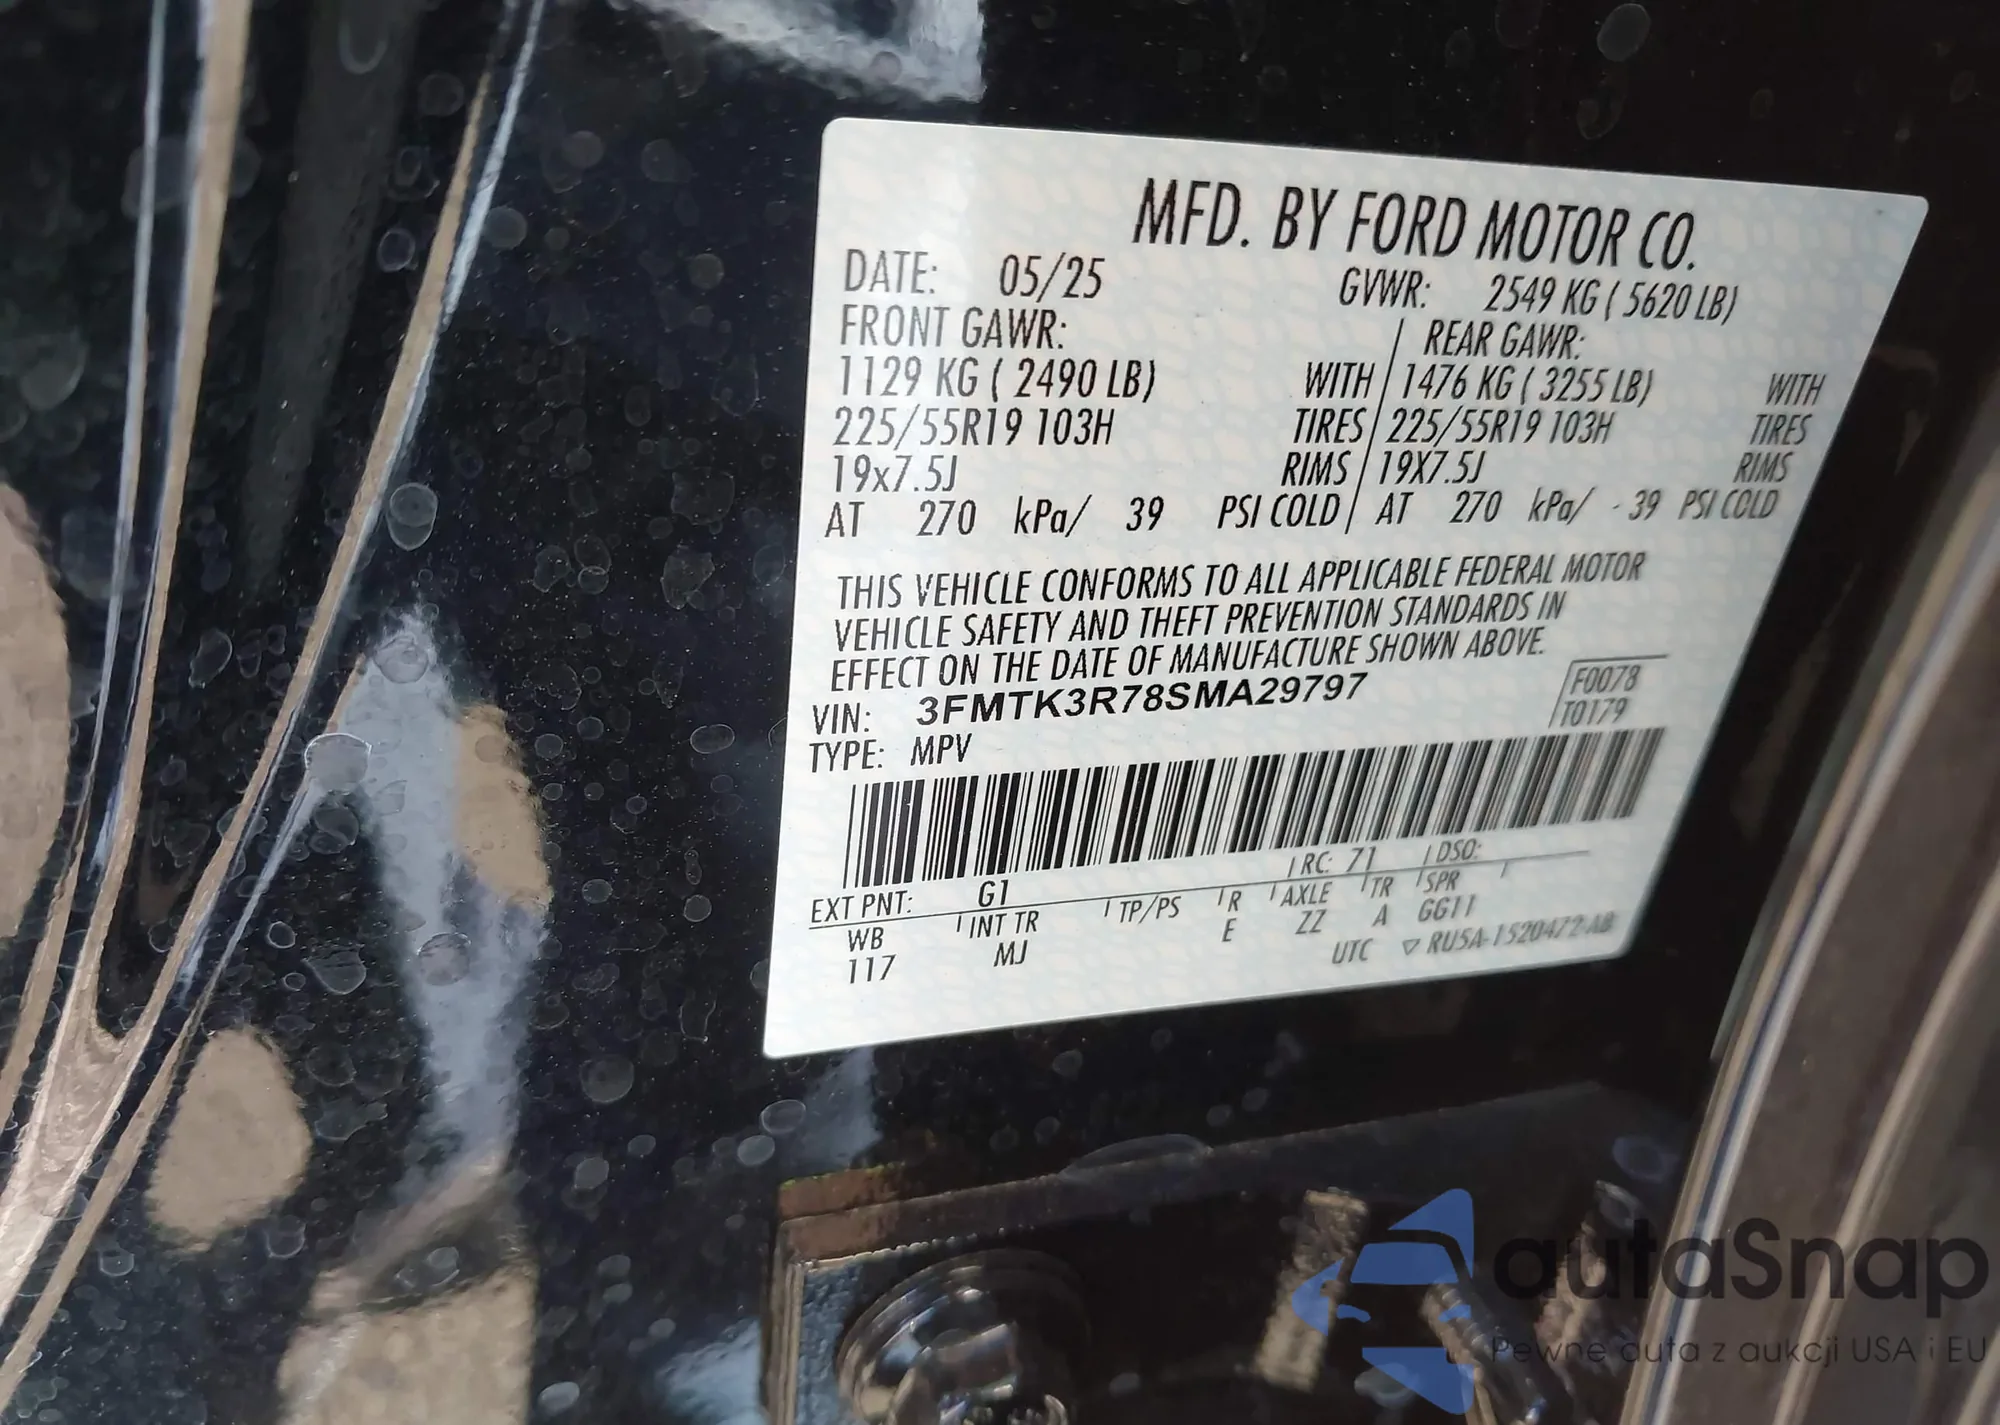 MFD. BY FORD MOTOR CO.
DATE: 05/25 GVWR: 2549 KG ( 5620 LB)
FRONT GAWR: REAR GAWR:
1129 KG ( 2490 LB) WITH 1476 KG ( 3255 LB) WITH
225/55R19 103H TIRES 225/55R19 103H TIRES
19x7.5J RIMS 19X7.5J RIMS
AT 270 kPa/ 39 PSI COLD AT 270 kPa/ 39 PSI COLD
THIS VEHICLE CONFORMS TO ALL APPLICABLE FEDERAL MOTOR
VEHICLE SAFETY AND THEFT PREVENTION STANDARDS IN
EFFECT ON THE DATE OF MANUFACTURE SHOWN ABOVE.
VIN: 3FMTK3R78SMA29797
F0078
TYPE: MPV
T0179
EXT PNT: G1 RC: 71 DSO:
WB INT TR TP/PS R AXLE TR SPR
117 MJ E ZZ A GG11
UTC ▽ RU5A-1520472-AB
autaSnap
Pewne auta z aukcji USA i EU